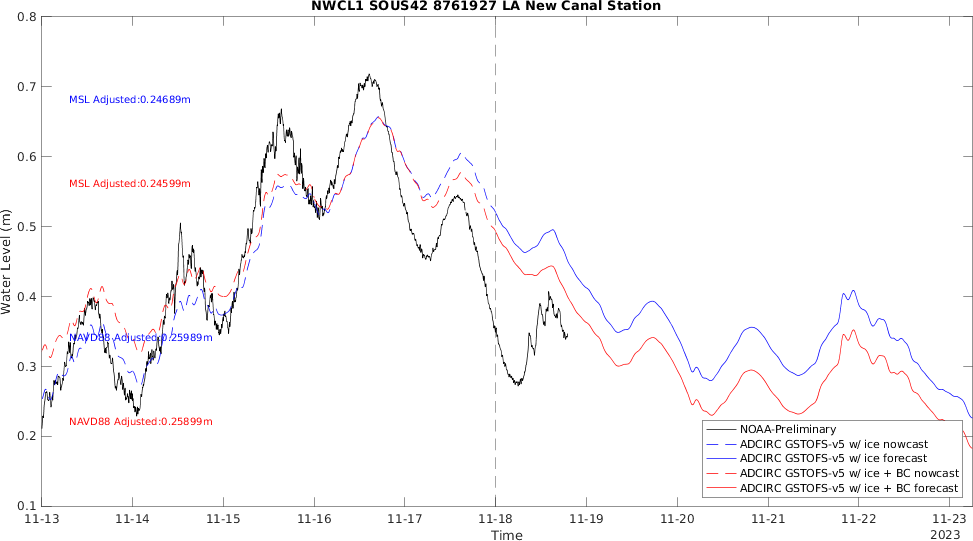 NWCL1 SOUS42 8761927 LA New Canal Station
0.8
0.7
0.6
0.5
0.4
0.3
0.2
0.1
Water Level (m)
MSL Adjusted:0.24689m
MSL Adjusted:0.24599m
NAVD88 Adjusted:0.25989m
NAVD88 Adjusted:0.25899m
NOAA-Preliminary
ADCIRC GSTOFS-v5 w/ ice nowcast
ADCIRC GSTOFS-v5 w/ ice forecast
ADCIRC GSTOFS-v5 w/ ice + BC nowcast
ADCIRC GSTOFS-v5 w/ ice + BC forecast
11-13 11-14 11-15 11-16 11-17 11-18 11-19 11-20 11-21 11-22 11-23
2023
Time